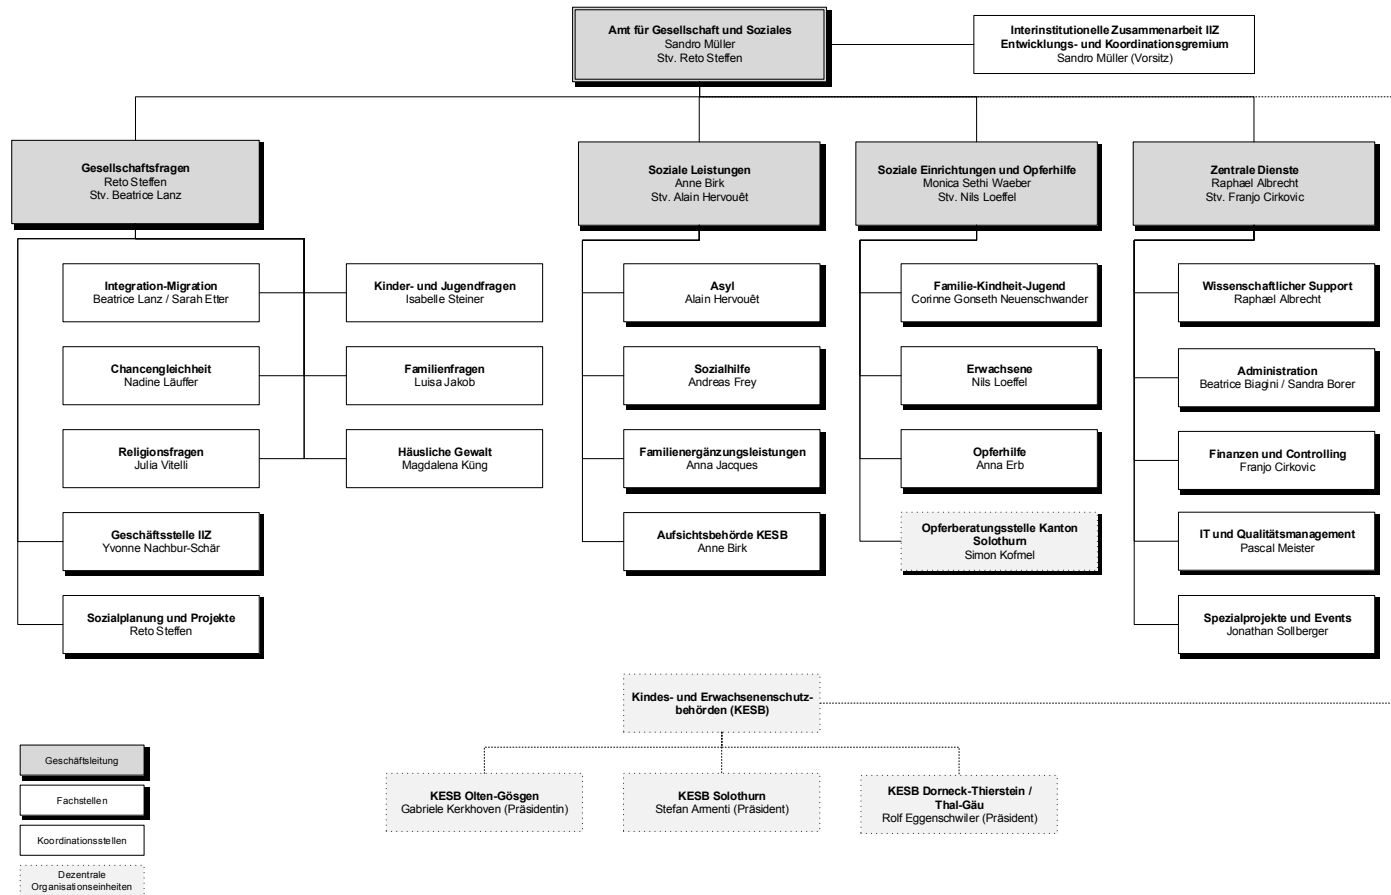 Amt für Gesellschaft und Soziales
Sandro Müller
Stv. Reto Steffen
Interinstitutionelle Zusammenarbeit IIZ
Entwicklungs- und Koordinationsgremium
Sandro Müller (Vorsitz)
Gesellschaftsfragen
Reto Steffen
Stv. Beatrice Lanz
Soziale Leistungen
Anne Birk
Stv. Alain Hervouêt
Soziale Einrichtungen und Opferhilfe
Monica Sethi Waeber
Stv. Nils Loeffel
Zentrale Dienste
Raphael Albrecht
Stv. Franjo Cirkovic
Integration-Migration
Beatrice Lanz / Sarah Etter
Kinder- und Jugendfragen
Isabelle Steiner
Chancengleichheit
Nadine Läuffer
Familienfragen
Luisa Jakob
Religionsfragen
Julia Vitelli
Häusliche Gewalt
Magdalena Küng
Geschäftsstelle IIZ
Yvonne Nachbur-Schär
Sozialplanung und Projekte
Reto Steffen
Asyl
Alain Hervouêt
Sozialhilfe
Andreas Frey
Familienergänzungsleistungen
Anna Jacques
Aufsichtsbehörde KESB
Anne Birk
Familie-Kindheit-Jugend
Corinne Gonseth Neuenschwander
Erwachsene
Nils Loeffel
Opferhilfe
Anna Erb
Opferberatungsstelle Kanton
Solothurn
Simon Kofmel
Wissenschaftlicher Support
Raphael Albrecht
Administration
Beatrice Biagini / Sandra Borer
Finanzen und Controlling
Franjo Cirkovic
IT und Qualitätsmanagement
Pascal Meister
Spezialprojekte und Events
Jonathan Sollberger
Kindes- und Erwachsenenschutz-
behörden (KESB)
KESB Olten-Gösgen
Gabriele Kerkhoven (Präsidentin)
KESB Solothurn
Stefan Armenti (Präsident)
KESB Dorneck-Thierstein /
Thal-Gäu
Rolf Eggenschwiler (Präsident)
Geschäftsleitung
Fachstellen
Koordinationsstellen
Dezentrale
Organisationseinheiten